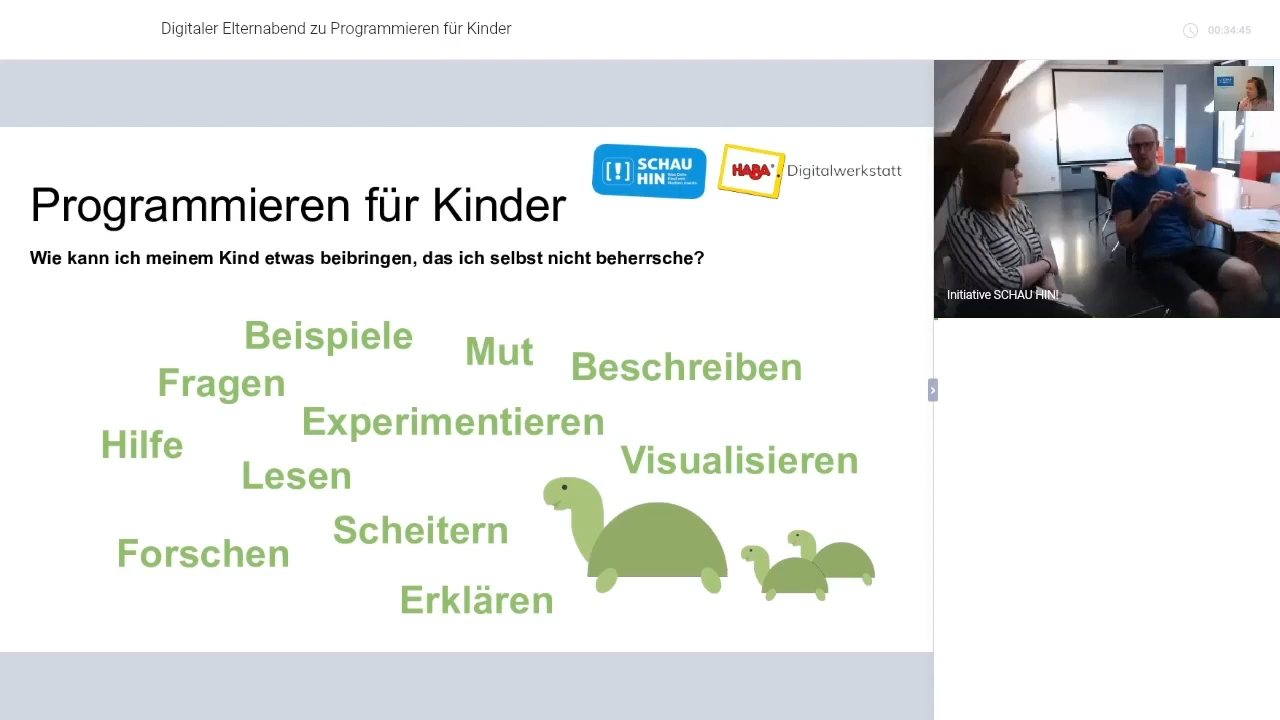 Digitaler Elternabend zu Programmieren für Kinder
00:34:45
SCHAU
HIN
HABA
Digitalwerkstatt
Programmieren für Kinder
Wie kann ich meinem Kind etwas beibringen, das ich selbst nicht beherrsche?
Beispiele
Mut
Beschreiben
Fragen
Experimentieren
Hilfe
Visualisieren
Lesen
Scheitern
Forschen
Erklären
Initiative SCHAU HIN!